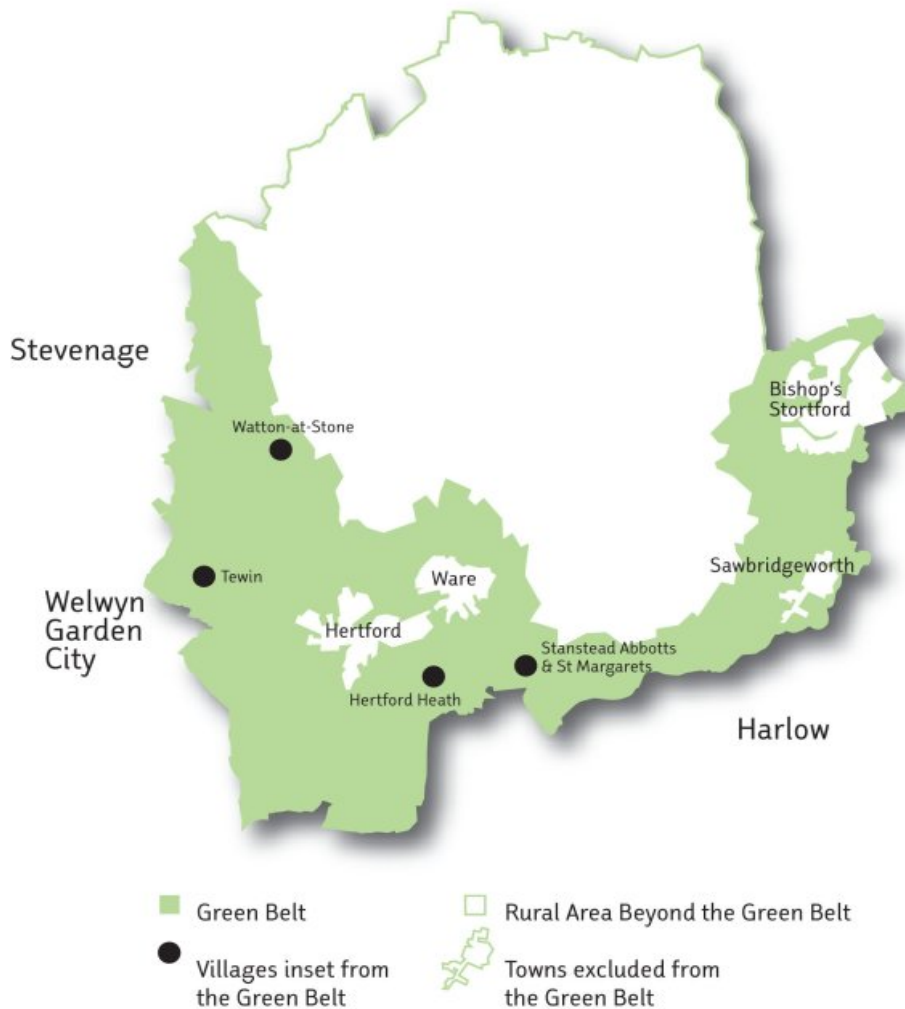 Stevenage
Bishop's
Stortford
Watton-at-Stone
Sawbridgeworth
Tewin
Ware
Welwyn
Garden
City
Hertford
Stanstead Abbotts
& St Margarets
Hertford Heath
Harlow
Green Belt
Rural Area Beyond the Green Belt
Villages inset from
the Green Belt
Towns excluded from
the Green Belt